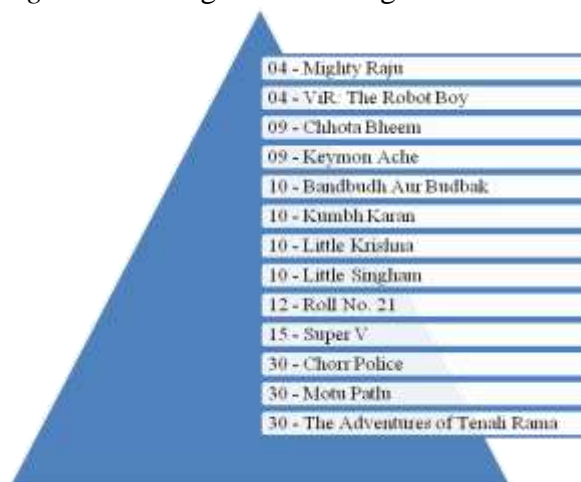 04 - Mighty Raju
04 - ViR: The Robot Boy
09 - Chhota Bheem
09 - Keymon Ache
10 - Bandbudh Aur Budbak
10 - Kumbh Karan
10 - Little Krishna
10 - Little Singham
12 - Roll No. 21
15 - Super V
30 - Chorr Police
30 - Motu Patlu
30 - The Adventures of Tenali Rama